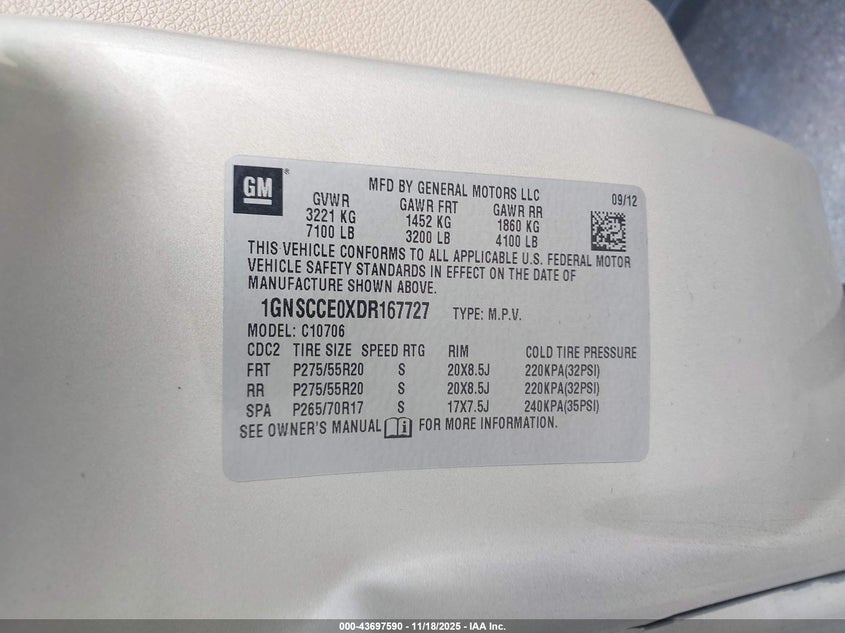 GM
MFD BY GENERAL MOTORS LLC 09/12
GVWR GAWR FRT GAWR RR
3221 KG 1452 KG 1860 KG
7100 LB 3200 LB 4100 LB
THIS VEHICLE CONFORMS TO ALL APPLICABLE U.S. FEDERAL MOTOR
VEHICLE SAFETY STANDARDS IN EFFECT ON THE DATE OF
MANUFACTURE SHOWN ABOVE.
1GNSCCE0XDR167727 TYPE: M.P.V.
MODEL: C10706
CDC2 TIRE SIZE SPEED RTG RIM COLD TIRE PRESSURE
FRT P275/55R20 S 20X8.5J 220KPA(32PSI)
RR P275/55R20 S 20X8.5J 220KPA(32PSI)
SPA P265/70R17 S 17X7.5J 240KPA(35PSI)
SEE OWNER'S MANUAL FOR MORE INFORMATION.
000-43697590 — 11/18/2025 — IAA Inc.